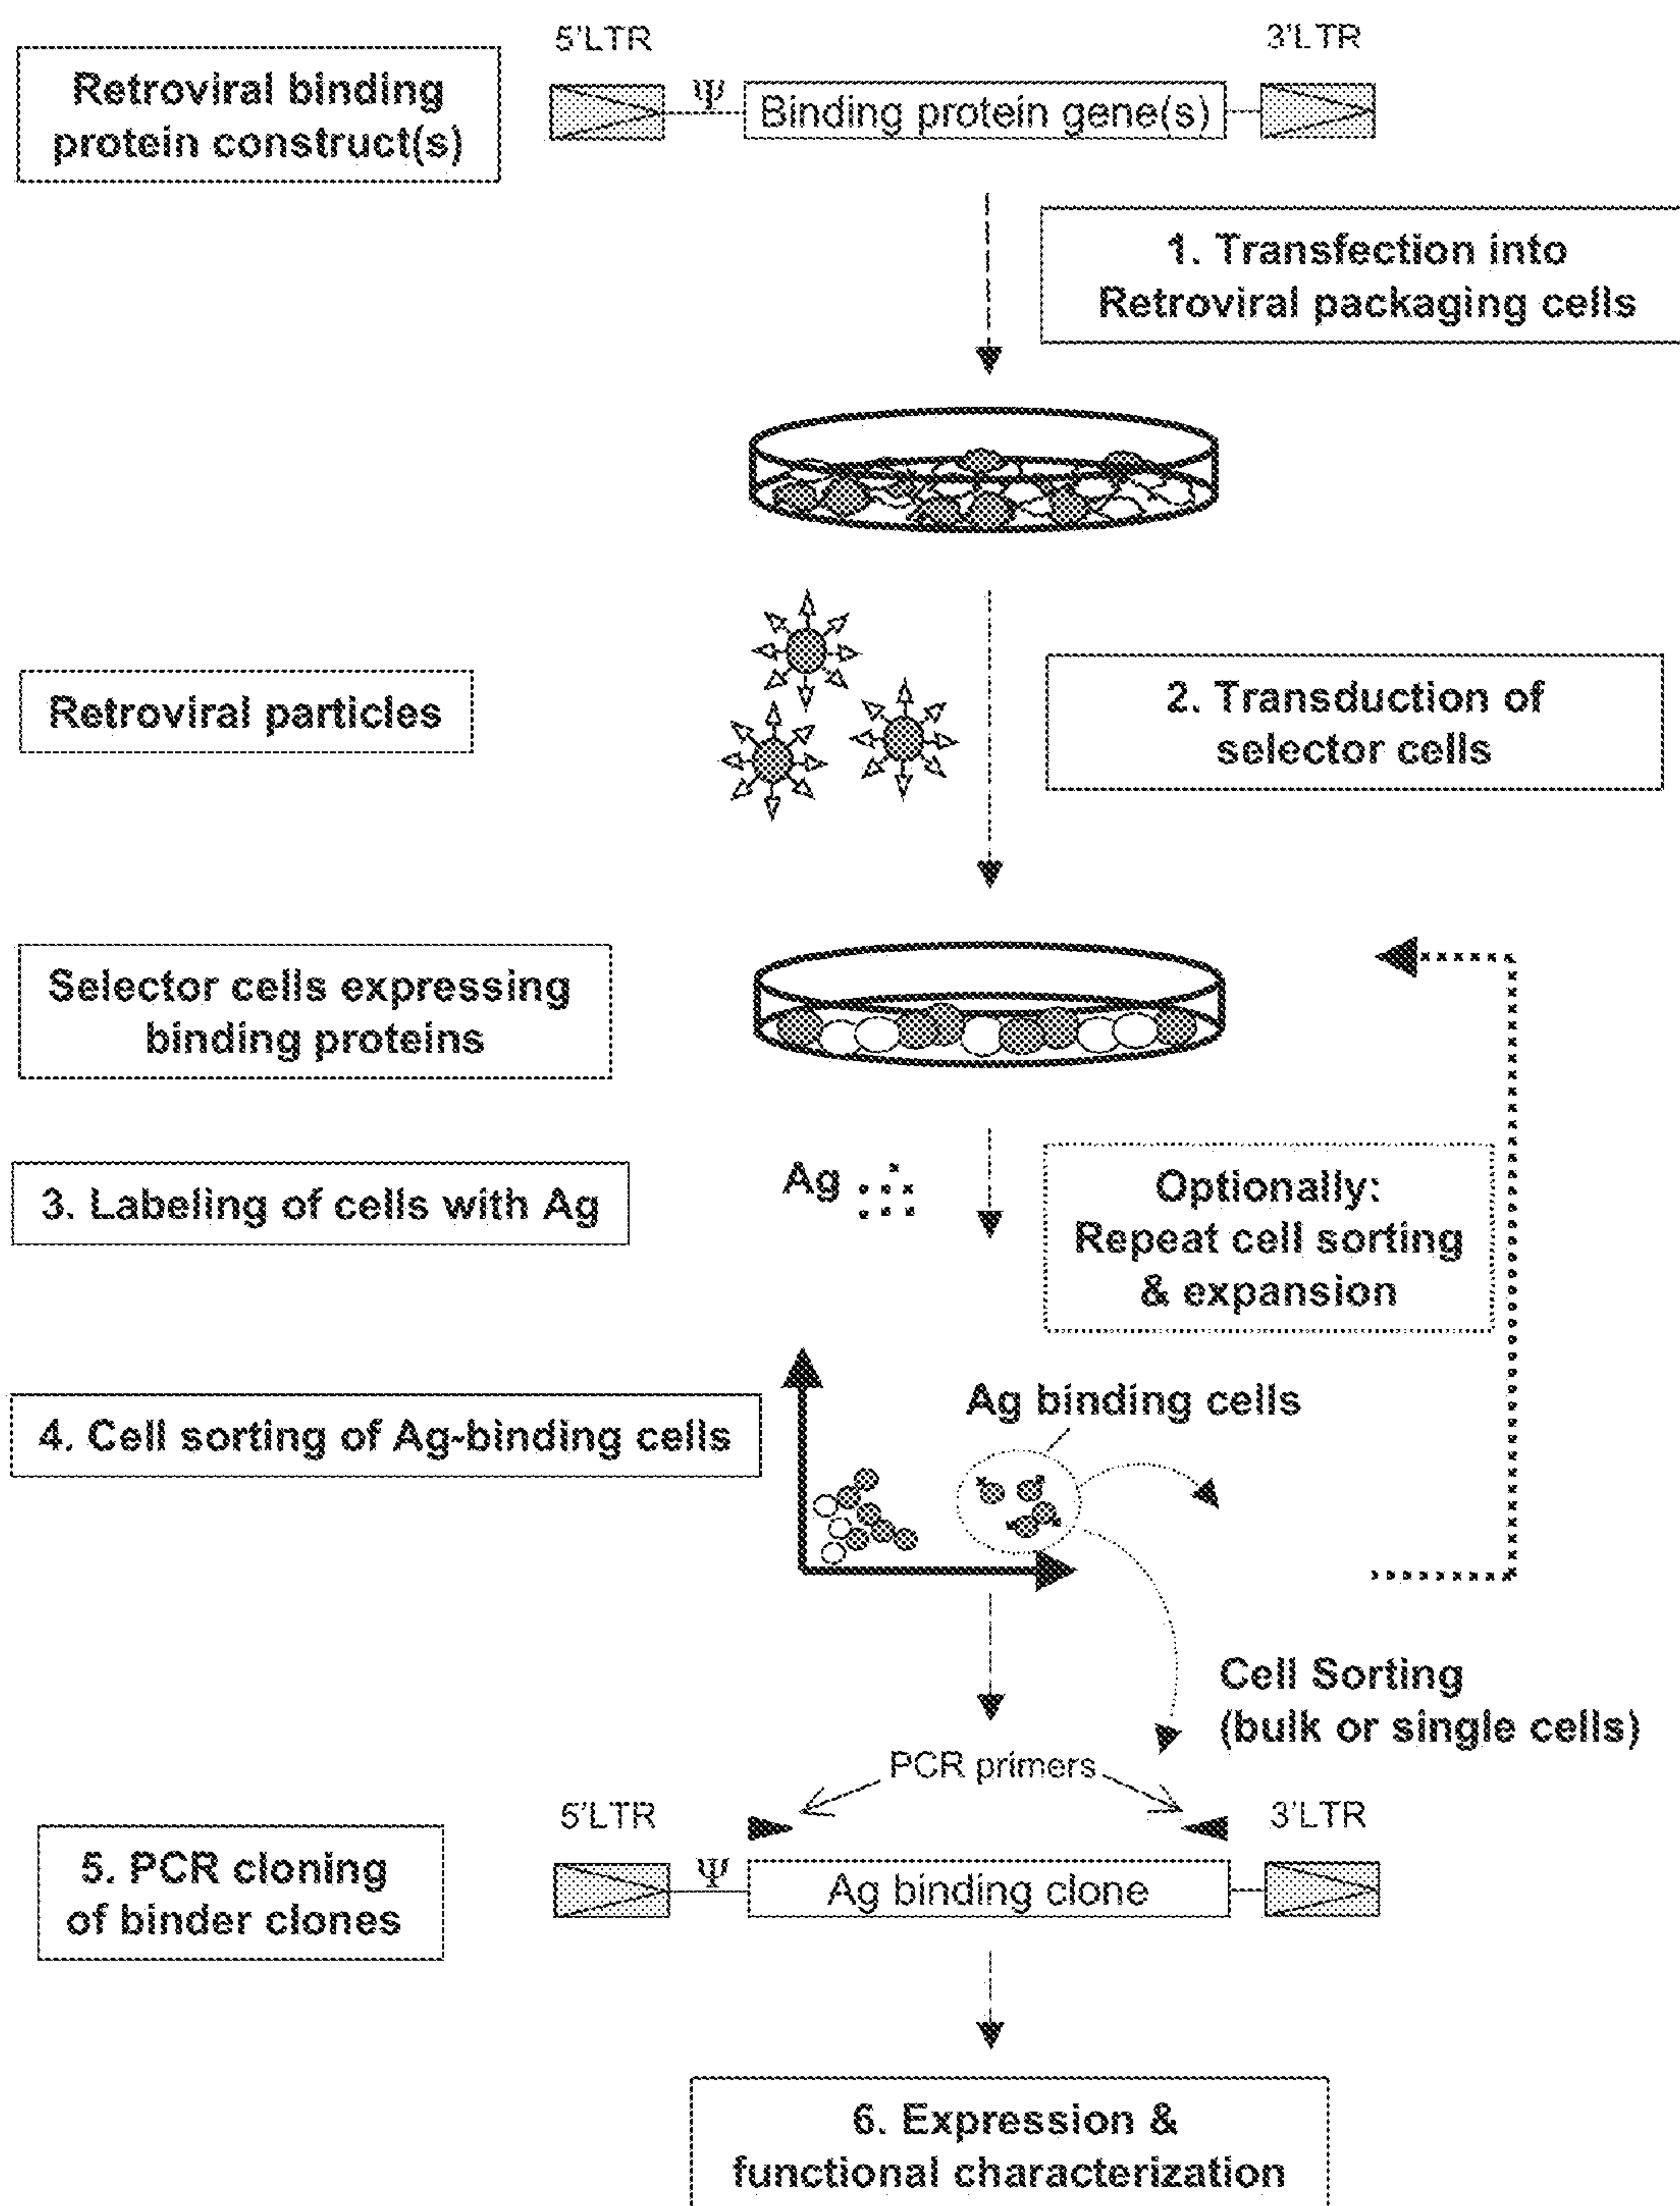 5'LTR
3'LTR
Retroviral binding
protein construct(s)
Ψ
Binding protein gene(s)
1. Transfection into
Retroviral packaging cells
Retroviral particles
2. Transduction of
selector cells
Selector cells expressing
binding proteins
3. Labeling of cells with Ag
Ag
Optionally:
Repeat cell sorting
& expansion
4. Cell sorting of Ag-binding cells
Ag binding cells
Cell Sorting
(bulk or single cells)
PCR primers
5'LTR
3'LTR
5. PCR cloning
of binder clones
Ψ
Ag binding clone
6. Expression &
functional characterization